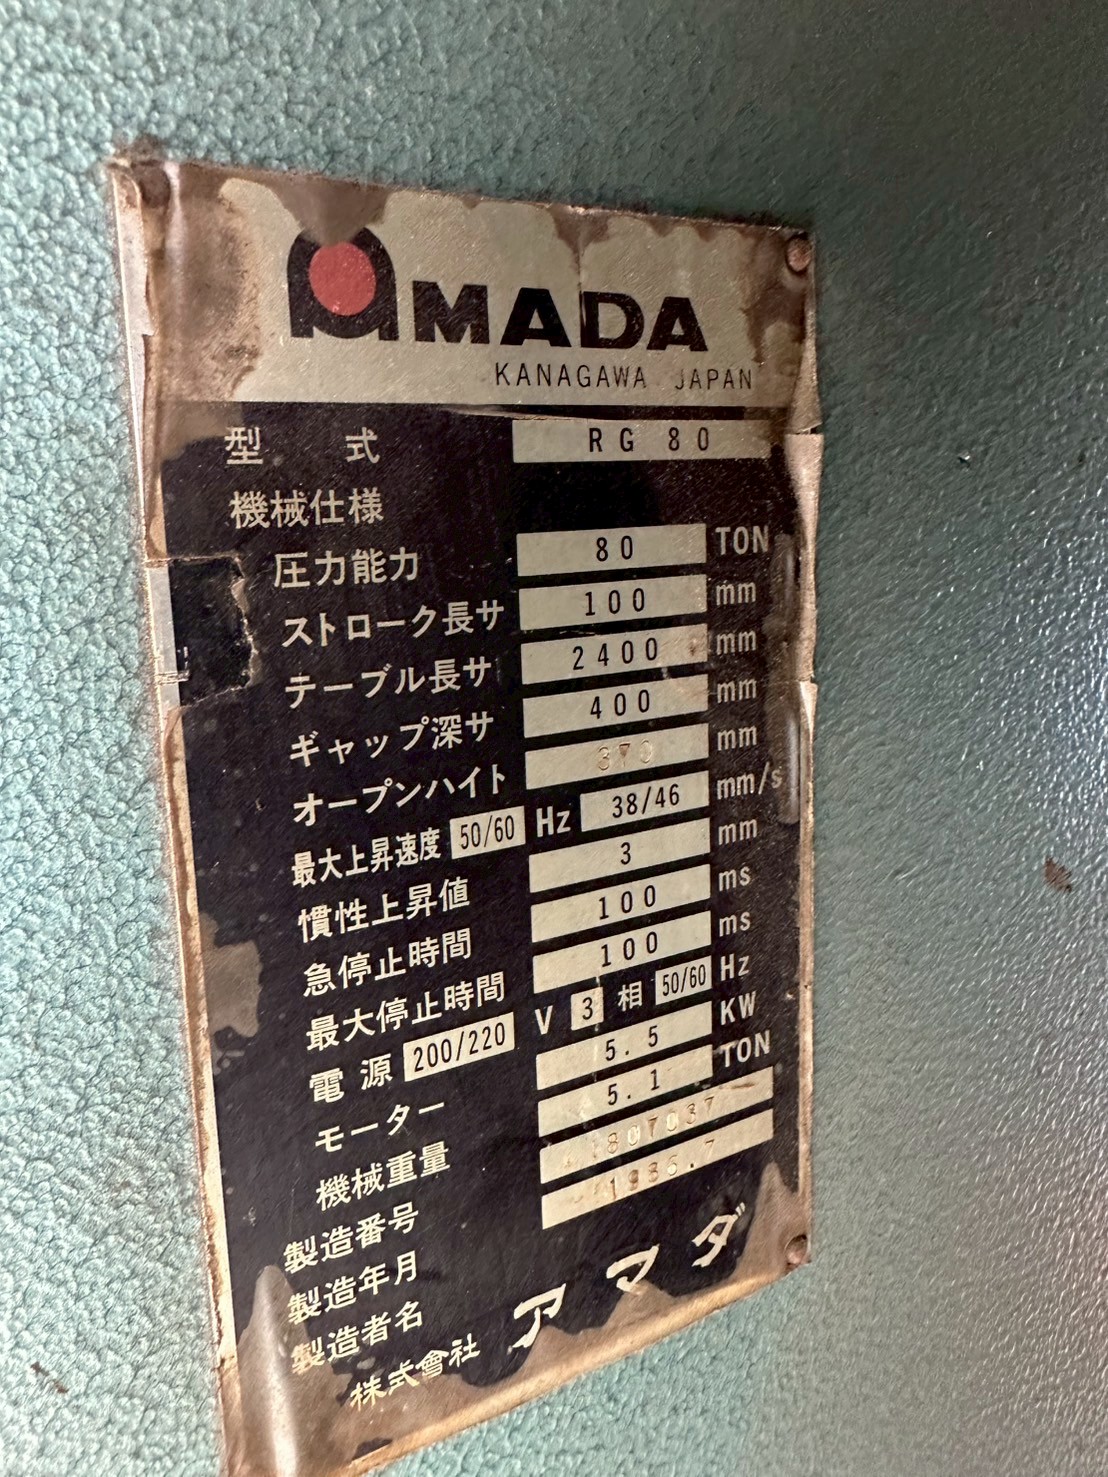 AMADA
KANAGAWA JAPAN
型 式 RG 80
機械仕様
圧力能力 80 TON
ストローク長サ 100 mm
テーブル長サ 2400 mm
ギャップ深サ 400 mm
オープンハイト 370 mm
最大上昇速度 50/60 Hz 38/46 mm/s
慣性上昇値 3 mm
急停止時間 100 ms
最大停止時間 100 ms
電源 200/220 V 3 相 50/60 Hz
モーター 5.5 KW
機械重量 5.1 TON
製造番号
製造年月
製造者名
株式會社 アマダ